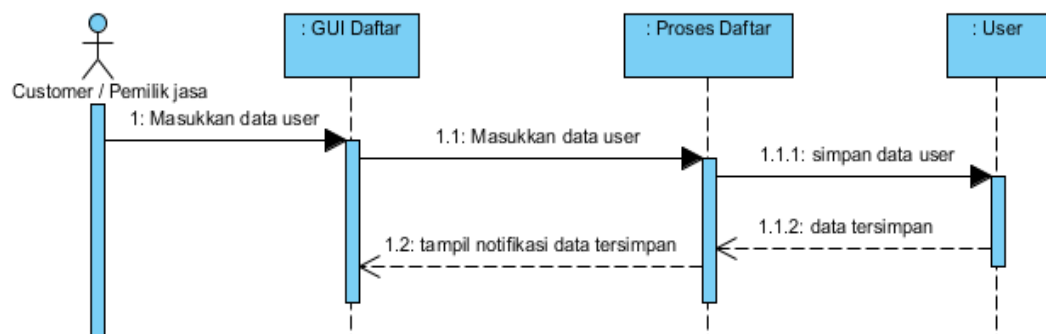 : GUI Daftar
: Proses Daftar
: User
Customer / Pemilik jasa
1: Masukkan data user
1.1: Masukkan data user
1.1.1: simpan data user
1.1.2: data tersimpan
1.2: tampil notifikasi data tersimpan